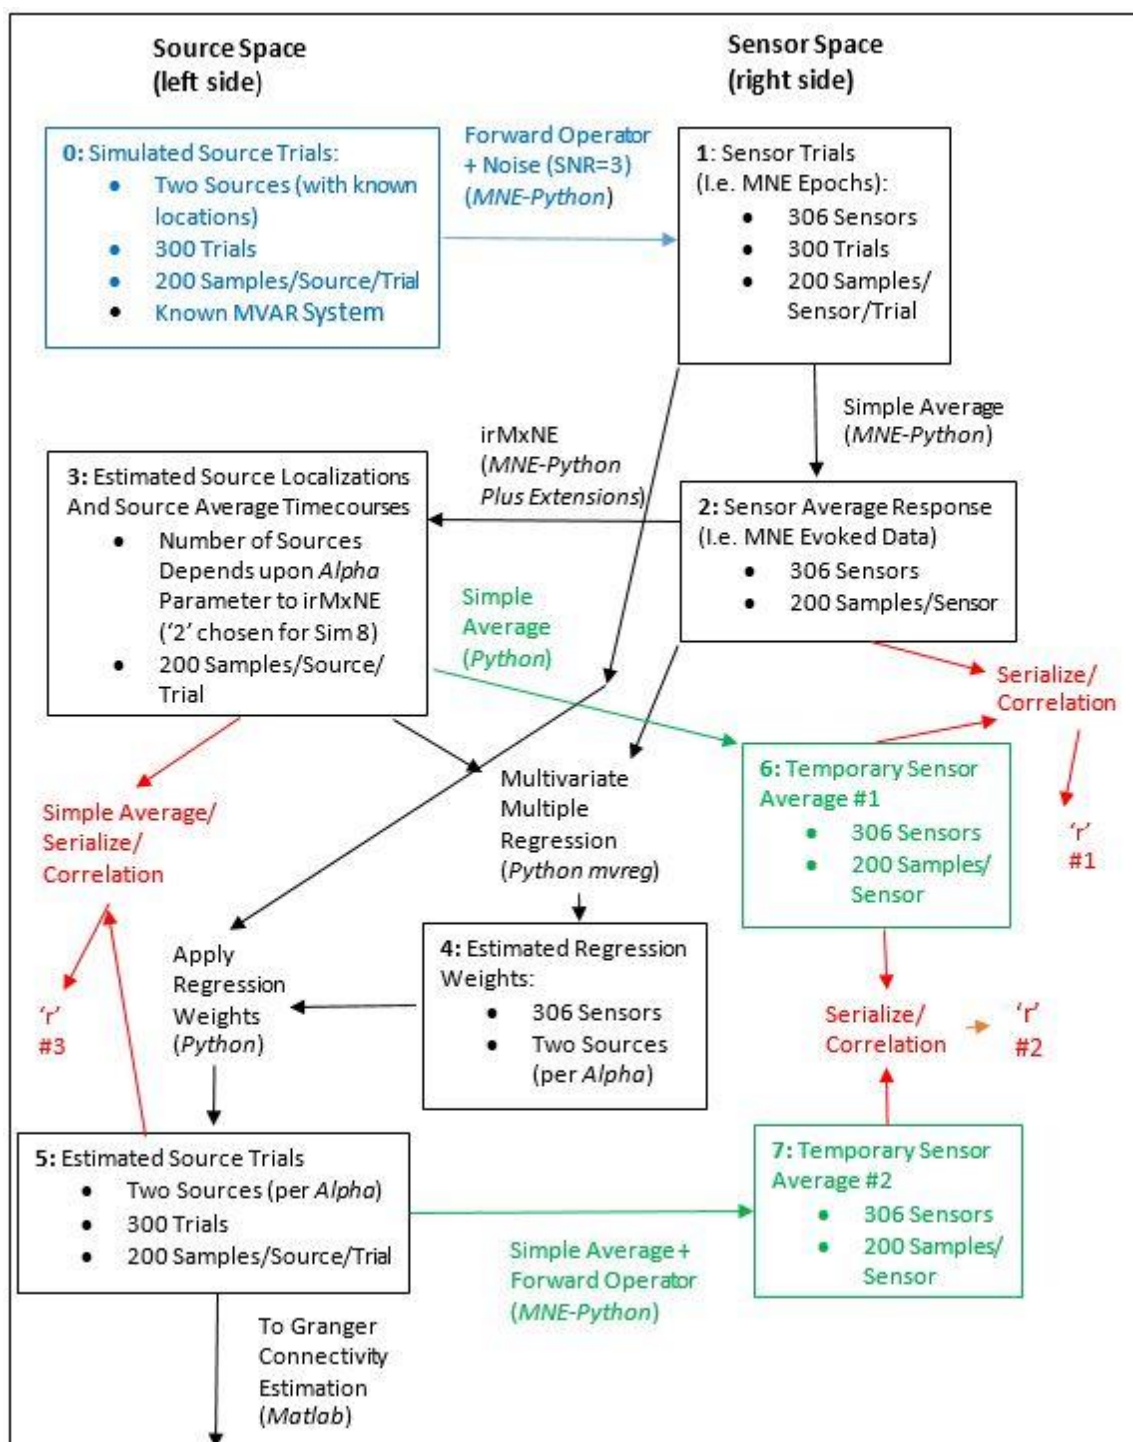 Source Space
(left side)
Sensor Space
(right side)
0: Simulated Source Trials:
● Two Sources (with known
locations)
● 300 Trials
● 200 Samples/Source/Trial
● Known MVAR System
Forward Operator
+ Noise (SNR=3)
(MNE-Python)
1: Sensor Trials
(I.e. MNE Epochs):
● 306 Sensors
● 300 Trials
● 200 Samples/
Sensor/Trial
Simple Average
(MNE-Python)
irMxNE
(MNE-Python
Plus Extensions)
3: Estimated Source Localizations
And Source Average Timecourses
● Number of Sources
Depends upon Alpha
Parameter to irMxNE
(‘2’ chosen for Sim 8)
● 200 Samples/Source/
Trial
2: Sensor Average Response
(I.e. MNE Evoked Data)
● 306 Sensors
● 200 Samples/Sensor
Simple
Average
(Python)
Serialize/
Correlation
‘r’
#1
6: Temporary Sensor
Average #1
● 306 Sensors
● 200 Samples/
Sensor
Multivariate
Multiple
Regression
(Python mvreg)
Simple Average/
Serialize/
Correlation
‘r’
#3
Apply
Regression
Weights
(Python)
4: Estimated Regression
Weights:
● 306 Sensors
● Two Sources
(per Alpha)
Serialize/
Correlation
‘r’
#2
5: Estimated Source Trials
● Two Sources (per Alpha)
● 300 Trials
● 200 Samples/Source/Trial
7: Temporary Sensor
Average #2
● 306 Sensors
● 200 Samples/
Sensor
Simple Average +
Forward Operator
(MNE-Python)
To Granger
Connectivity
Estimation
(Matlab)